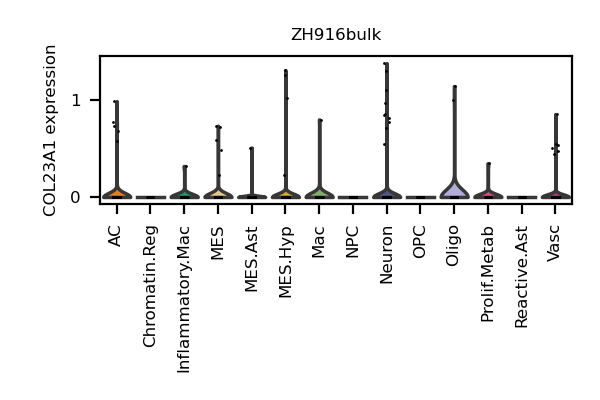 ZH916bulk
COL23A1 expression
1
0
AC
Chromatin.Reg
Inflammatory.Mac
MES
MES.Ast
MES.Hyp
Mac
NPC
Neuron
OPC
Oligo
Prolif.Metab
Reactive.Ast
Vasc